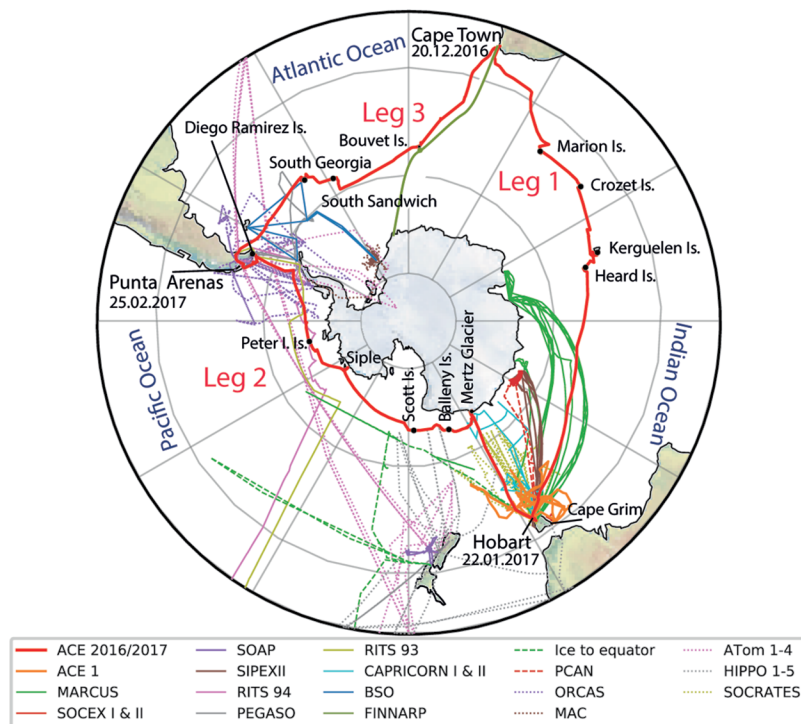 Cape Town
20.12.2016
Atlantic Ocean
Leg 3
Diego Ramirez Is.
Bouvet Is.
Marion Is.
South Georgia
Leg 1
Crozet Is.
South Sandwich
Kerguelen Is.
Heard Is.
Punta Arenas
25.02.2017
Peter I. Is.
Siple
Scott Is.
Balleny Is.
Mertz Glacier
Indian Ocean
Pacific Ocean
Leg 2
Cape Grim
Hobart
22.01.2017
ACE 2016/2017
ACE 1
MARCUS
SOCEX I & II
SOAP
SIPEXII
RITS 94
PEGASO
RITS 93
CAPRICORN I & II
BSO
FINNARP
Ice to equator
PCAN
ORCAS
MAC
ATom 1-4
HIPPO 1-5
SOCRATES